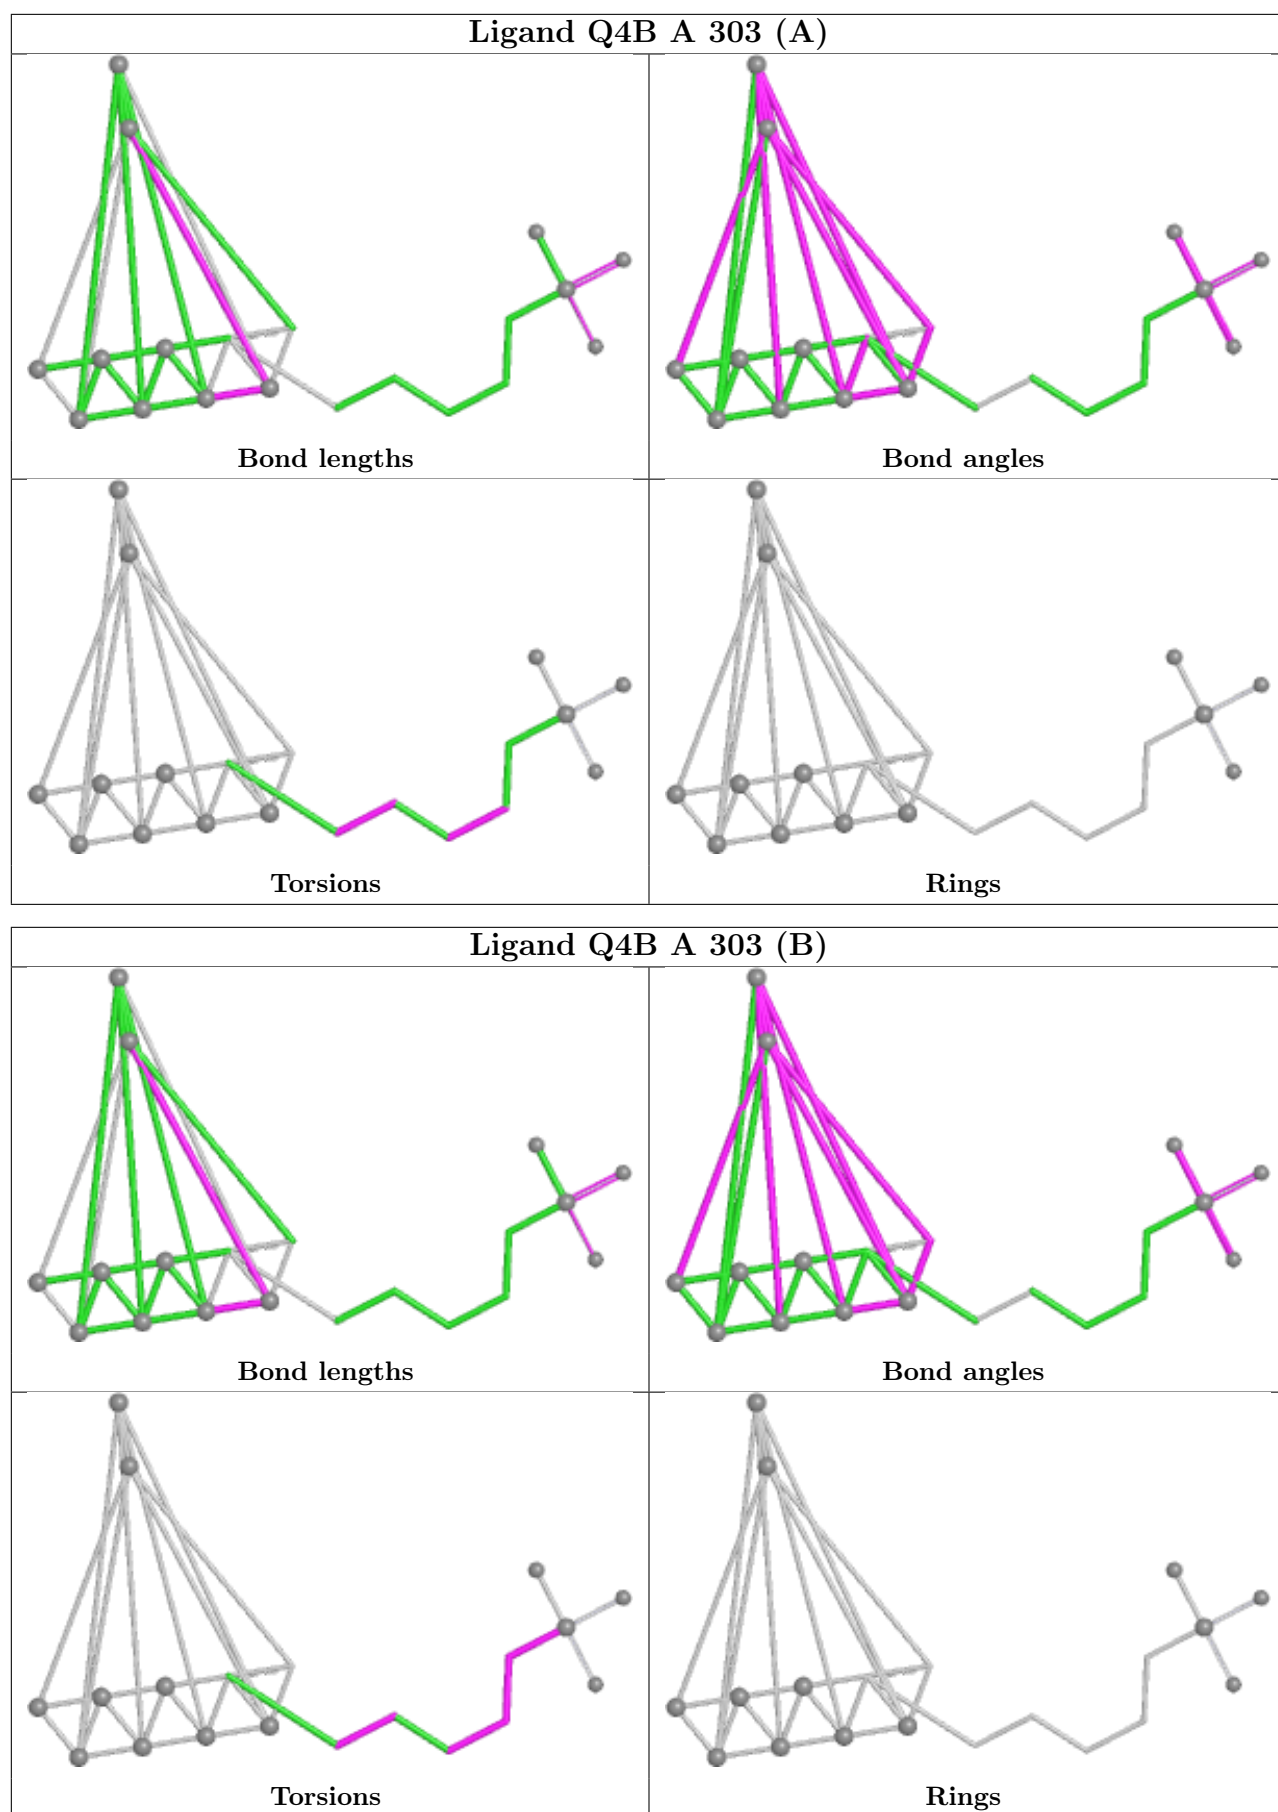 Ligand Q4B A 303 (A)
Bond lengths
Bond angles
Torsions
Rings
Ligand Q4B A 303 (B)
Bond lengths
Bond angles
Torsions
Rings